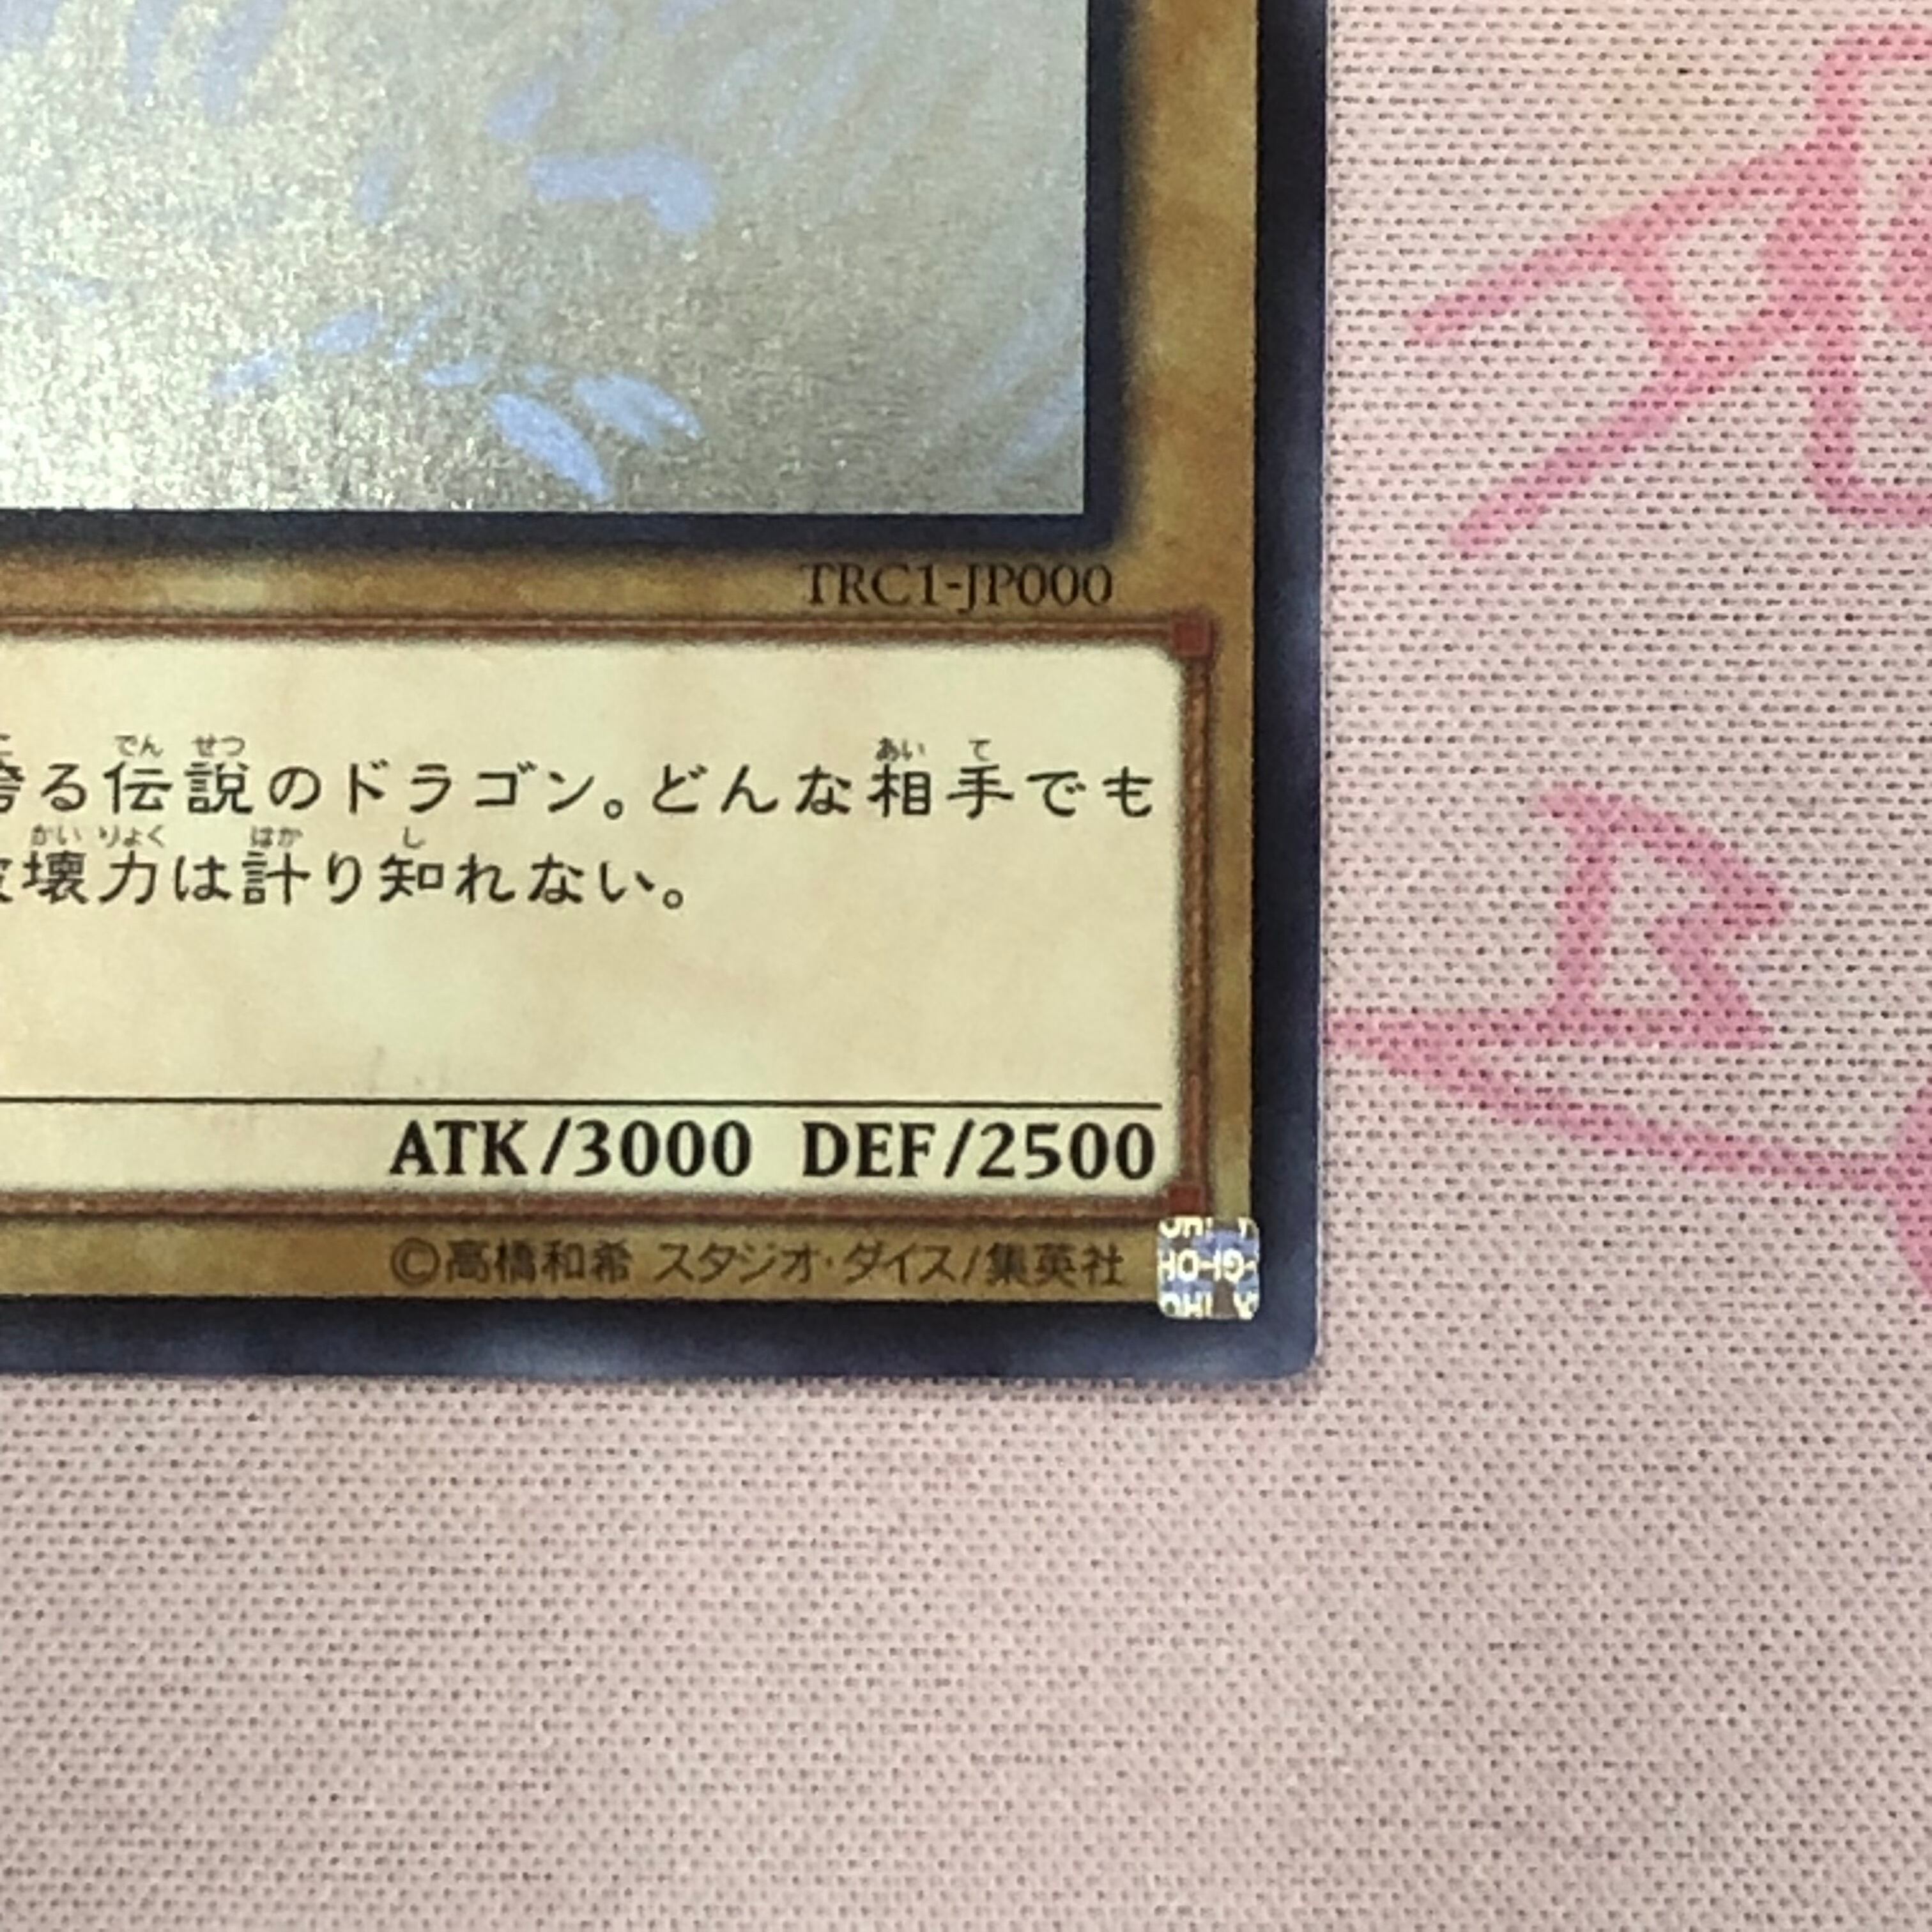 TRC1-JP000
る伝説のドラゴン。どんな相手でも
壊力は計り知れない。
ATK/3000 DEF/2500
©高橋和希 スタジオ・ダイス/集英社